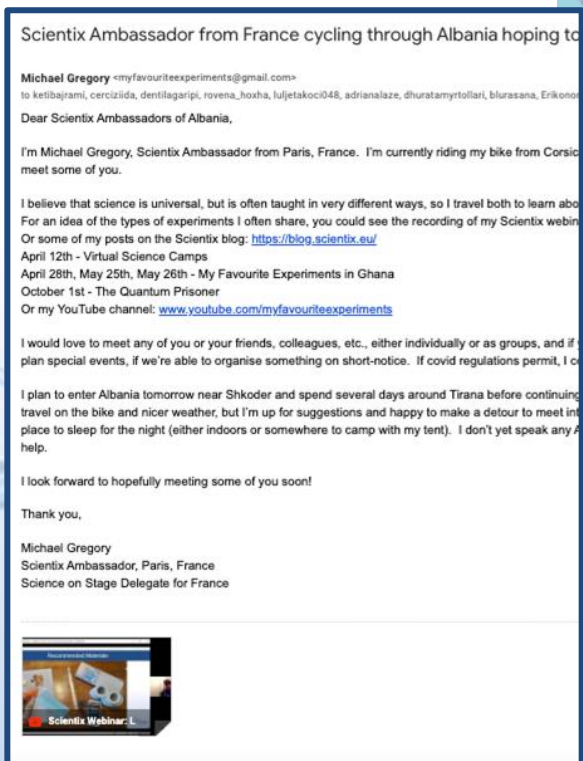 Scientix Ambassador from France cycling through Albania hoping to
Michael Gregory <myfavouriteexperiments@gmail.com>
to ketibajrami, cerciziida, dentilagaripi, rovena_hoxha, luljetakoci048, adrianalaze, dhuratamyrtollari, blurasana, Erikonor
Dear Scientix Ambassadors of Albania,
I'm Michael Gregory, Scientix Ambassador from Paris, France. I'm currently riding my bike from Corsic
meet some of you.
I believe that science is universal, but is often taught in very different ways, so I travel both to learn abo
For an idea of the types of experiments I often share, you could see the recording of my Scientix webin
Or some of my posts on the Scientix blog: https://blog.scientix.eu/
April 12th - Virtual Science Camps
April 28th, May 25th, May 26th - My Favourite Experiments in Ghana
October 1st - The Quantum Prisoner
Or my YouTube channel: www.youtube.com/myfavouriteexperiments
I would love to meet any of you or your friends, colleagues, etc., either individually or as groups, and if
plan special events, if we're able to organise something on short-notice. If covid regulations permit, I c
I plan to enter Albania tomorrow near Shkoder and spend several days around Tirana before continuing
travel on the bike and nicer weather, but I'm up for suggestions and happy to make a detour to meet int
place to sleep for the night (either indoors or somewhere to camp with my tent). I don't yet speak any A
help.
I look forward to hopefully meeting some of you soon!
Thank you,
Michael Gregory
Scientix Ambassador, Paris, France
Science on Stage Delegate for France
Recommended Materials
Scientix Webinar: L